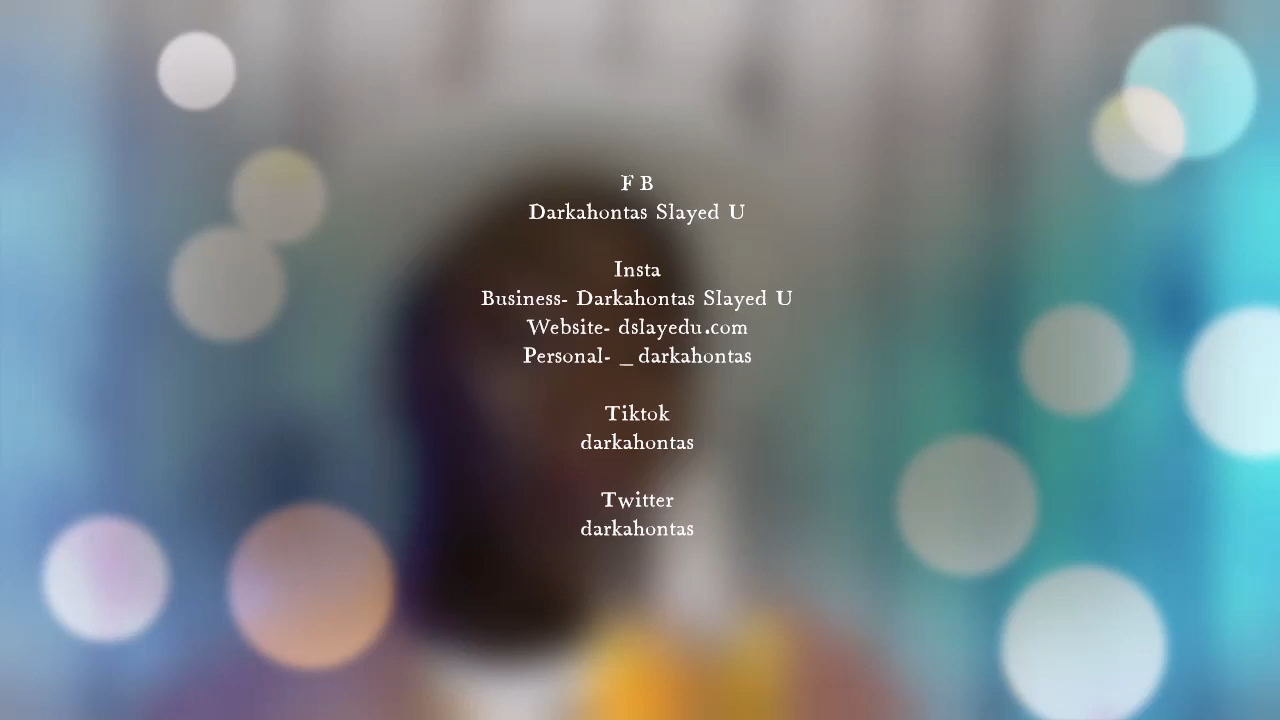 F B
Darkahontas Slayed U
Insta
Business- Darkahontas Slayed U
Website- dslayedu.com
Personal- _darkahontas
Tiktok
darkahontas
Twitter
darkahontas